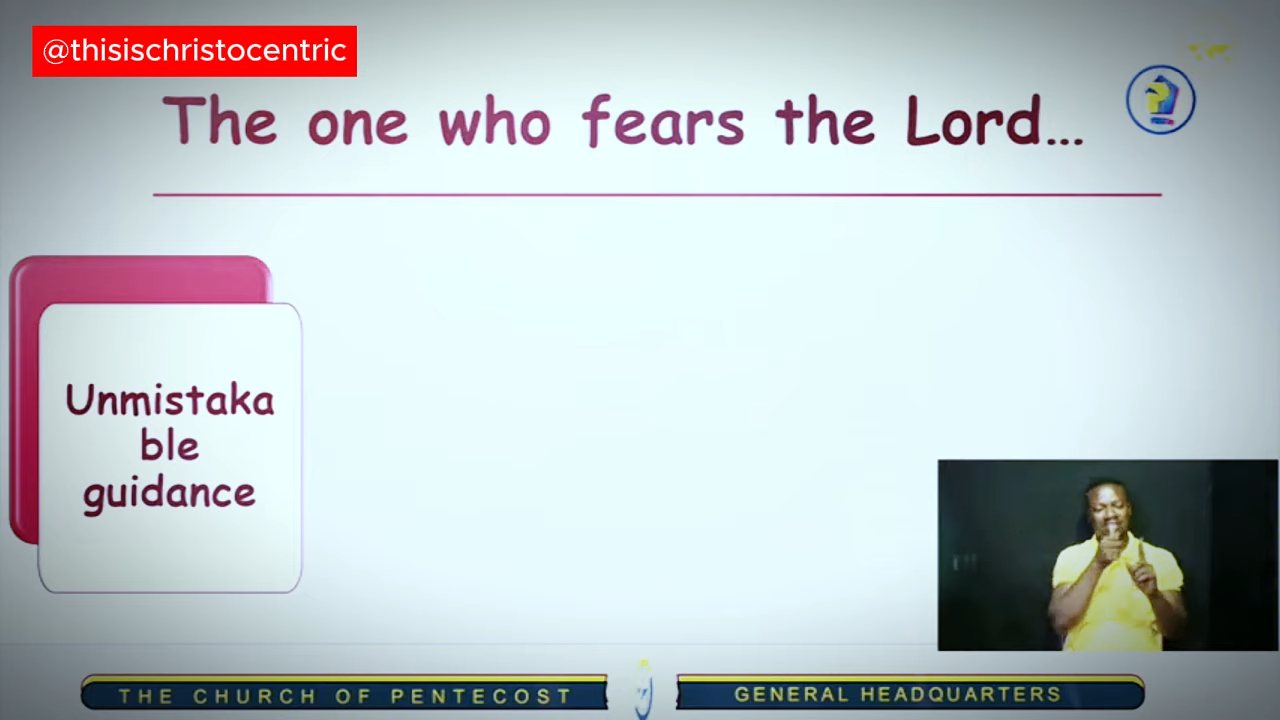 @thisischristocentric
The one who fears the Lord...
Unmistaka
ble
guidance
THE CHURCH OF PENTECOST
GENERAL HEADQUARTERS